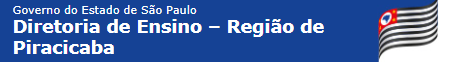 Governo do Estado de São Paulo
Diretoria de Ensino – Região de
Piracicaba